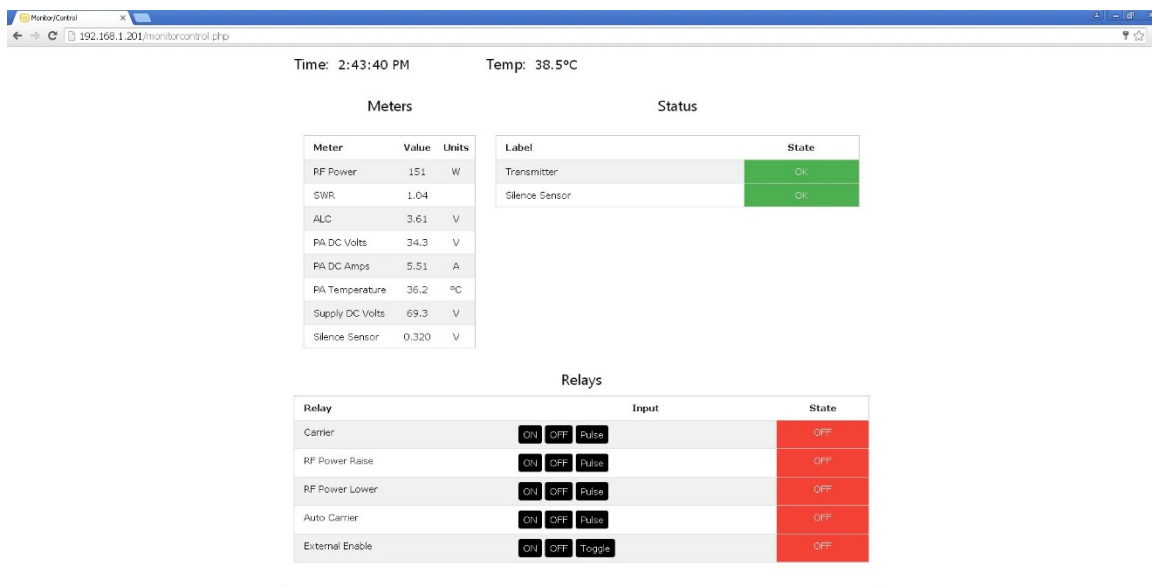 Monitor/Control
192.168.1.201/monitorcontrol.php
Time: 2:43:40 PM Temp: 38.5ºC
Meters
Meter Value Units
RF Power 151 W
SWR 1.04
ALC 3.61 V
PA DC Volts 34.3 V
PA DC Amps 5.51 A
PA Temperature 36.2 ºC
Supply DC Volts 69.3 V
Silence Sensor 0.320 V
Status
Label State
Transmitter OK
Silence Sensor OK
Relays
Relay Input State
Carrier ON OFF Pulse OFF
RF Power Raise ON OFF Pulse OFF
RF Power Lower ON OFF Pulse OFF
Auto Carrier ON OFF Pulse OFF
External Enable ON OFF Toggle OFF